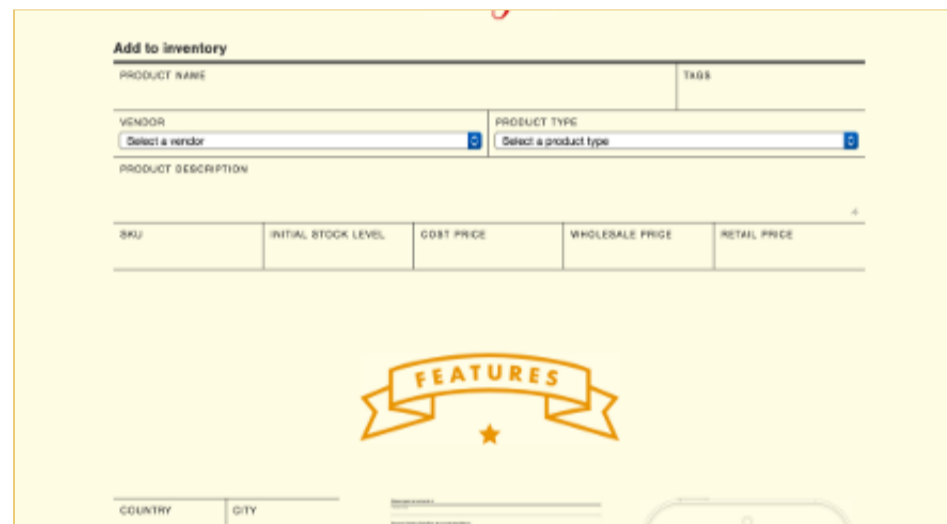 Add to inventory
PRODUCT NAME TAGS
VENDOR PRODUCT TYPE
Select a vendor Select a product type
PRODUCT DESCRIPTION
SKU INITIAL STOCK LEVEL COST PRICE WHOLESALE PRICE RETAIL PRICE
FEATURES
COUNTRY CITY